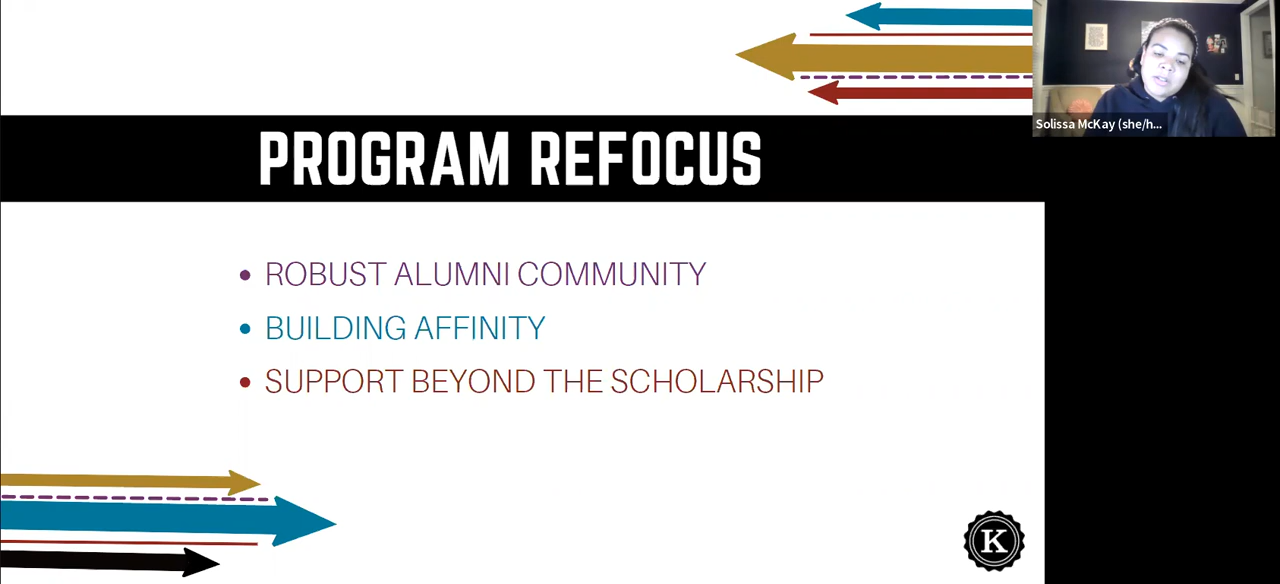 Solissa McKay (she/h...
PROGRAM REFOCUS
• ROBUST ALUMNI COMMUNITY
• BUILDING AFFINITY
• SUPPORT BEYOND THE SCHOLARSHIP
K